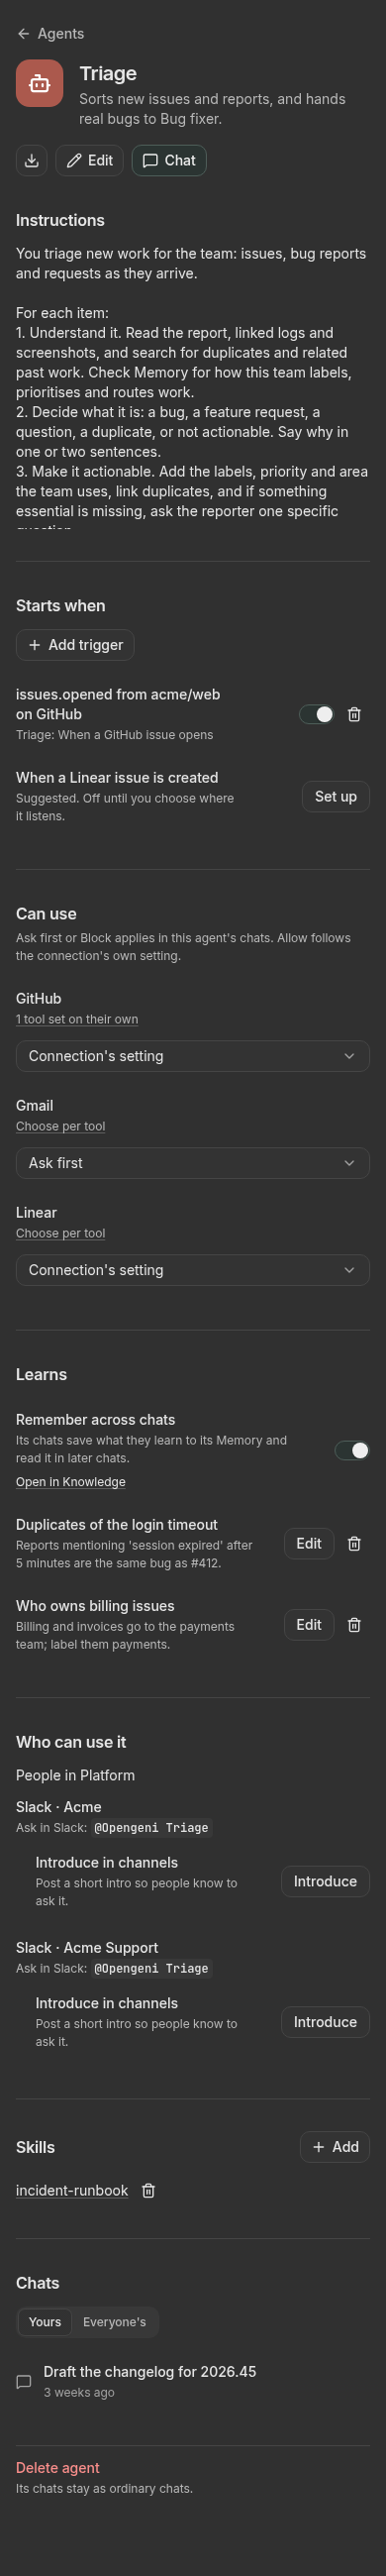 Agents
Triage
Sorts new issues and reports, and hands
real bugs to Bug fixer.
Edit
Chat
Instructions
You triage new work for the team: issues, bug reports
and requests as they arrive.
For each item:
1. Understand it. Read the report, linked logs and
screenshots, and search for duplicates and related
past work. Check Memory for how this team labels,
prioritises and routes work.
2. Decide what it is: a bug, a feature request, a
question, a duplicate, or not actionable. Say why in
one or two sentences.
3. Make it actionable. Add the labels, priority and area
the team uses, link duplicates, and if something
essential is missing, ask the reporter one specific
Starts when
Add trigger
issues.opened from acme/web
on GitHub
Triage: When a GitHub issue opens
When a Linear issue is created
Suggested. Off until you choose where
it listens.
Set up
Can use
Ask first or Block applies in this agent's chats. Allow follows
the connection's own setting.
GitHub
1 tool set on their own
Connection's setting
Gmail
Choose per tool
Ask first
Linear
Choose per tool
Connection's setting
Learns
Remember across chats
Its chats save what they learn to its Memory and
read it in later chats.
Open in Knowledge
Duplicates of the login timeout
Reports mentioning 'session expired' after
5 minutes are the same bug as #412.
Edit
Who owns billing issues
Billing and invoices go to the payments
team; label them payments.
Edit
Who can use it
People in Platform
Slack · Acme
Ask in Slack: @Opengeni Triage
Introduce in channels
Post a short intro so people know to
ask it.
Introduce
Slack · Acme Support
Ask in Slack: @Opengeni Triage
Introduce in channels
Post a short intro so people know to
ask it.
Introduce
Skills
Add
incident-runbook
Chats
Yours
Everyone's
Draft the changelog for 2026.45
3 weeks ago
Delete agent
Its chats stay as ordinary chats.